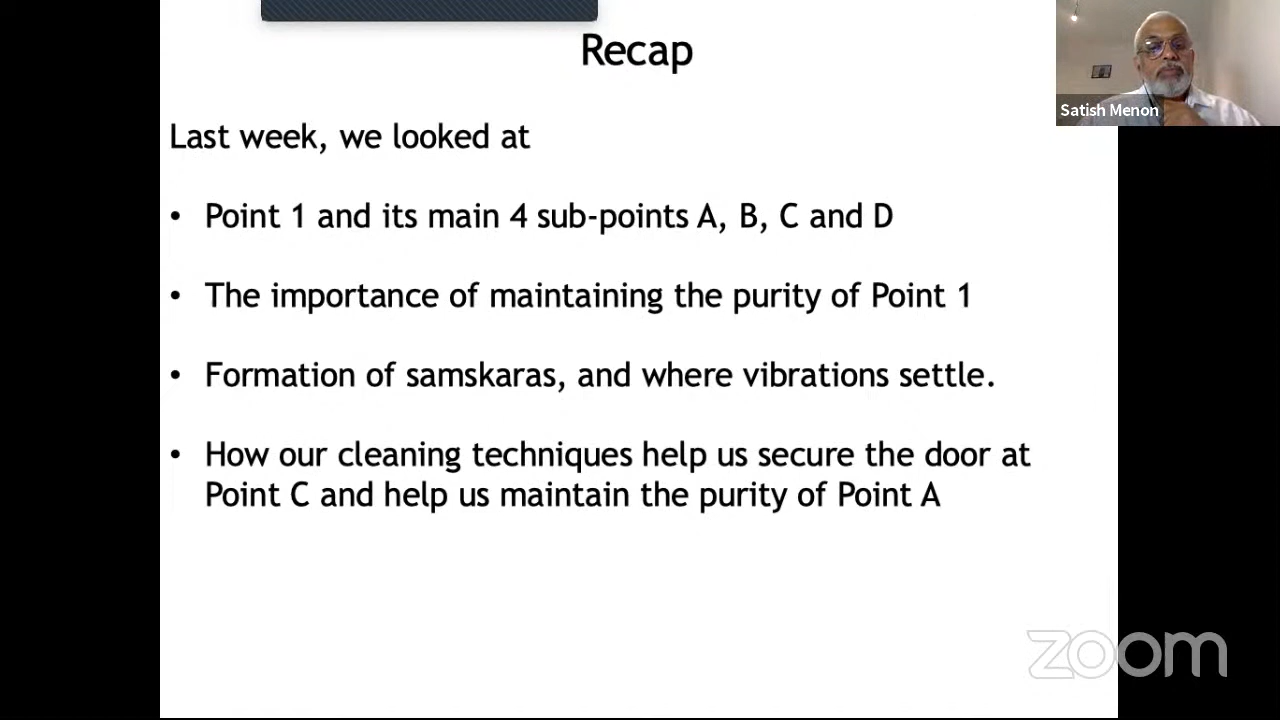 Recap
Satish Menon
Last week, we looked at
• Point 1 and its main 4 sub-points A, B, C and D
• The importance of maintaining the purity of Point 1
• Formation of samskaras, and where vibrations settle.
• How our cleaning techniques help us secure the door at
Point C and help us maintain the purity of Point A
zoom